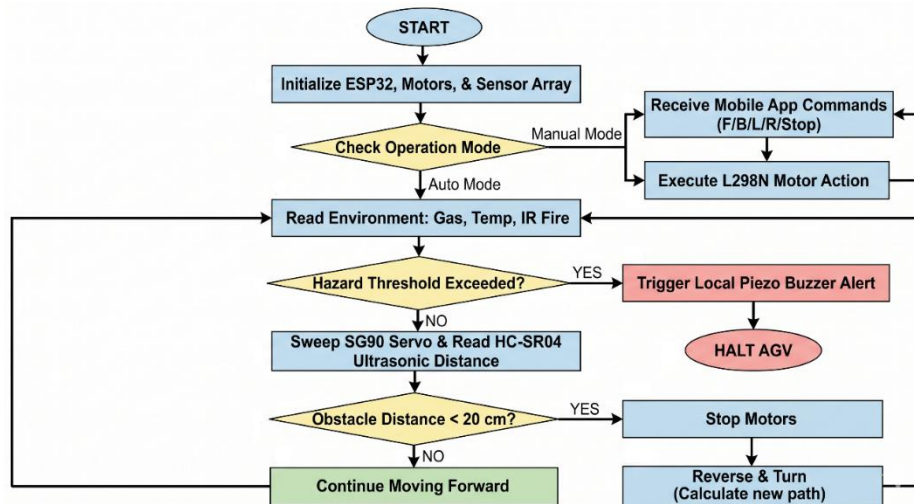 START
Initialize ESP32, Motors, & Sensor Array
Check Operation Mode
Manual Mode
Receive Mobile App Commands
(F/B/L/R/Stop)
Execute L298N Motor Action
Auto Mode
Read Environment: Gas, Temp, IR Fire
Hazard Threshold Exceeded?
YES
Trigger Local Piezo Buzzer Alert
HALT AGV
NO
Sweep SG90 Servo & Read HC-SR04
Ultrasonic Distance
Obstacle Distance < 20 cm?
YES
Stop Motors
Reverse & Turn
(Calculate new path)
NO
Continue Moving Forward